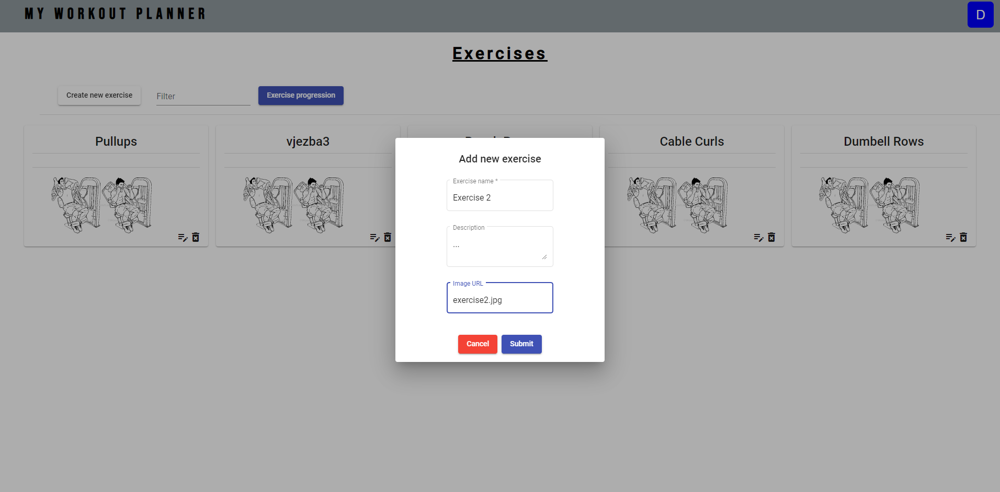 MY WORKOUT PLANNER
D
Exercises
Create new exercise
Filter
Exercise progression
Pullups
vjezba3
Cable Curls
Dumbell Rows
Add new exercise
Exercise name *
Exercise 2
Description
...
Image URL
exercise2.jpg
Cancel
Submit